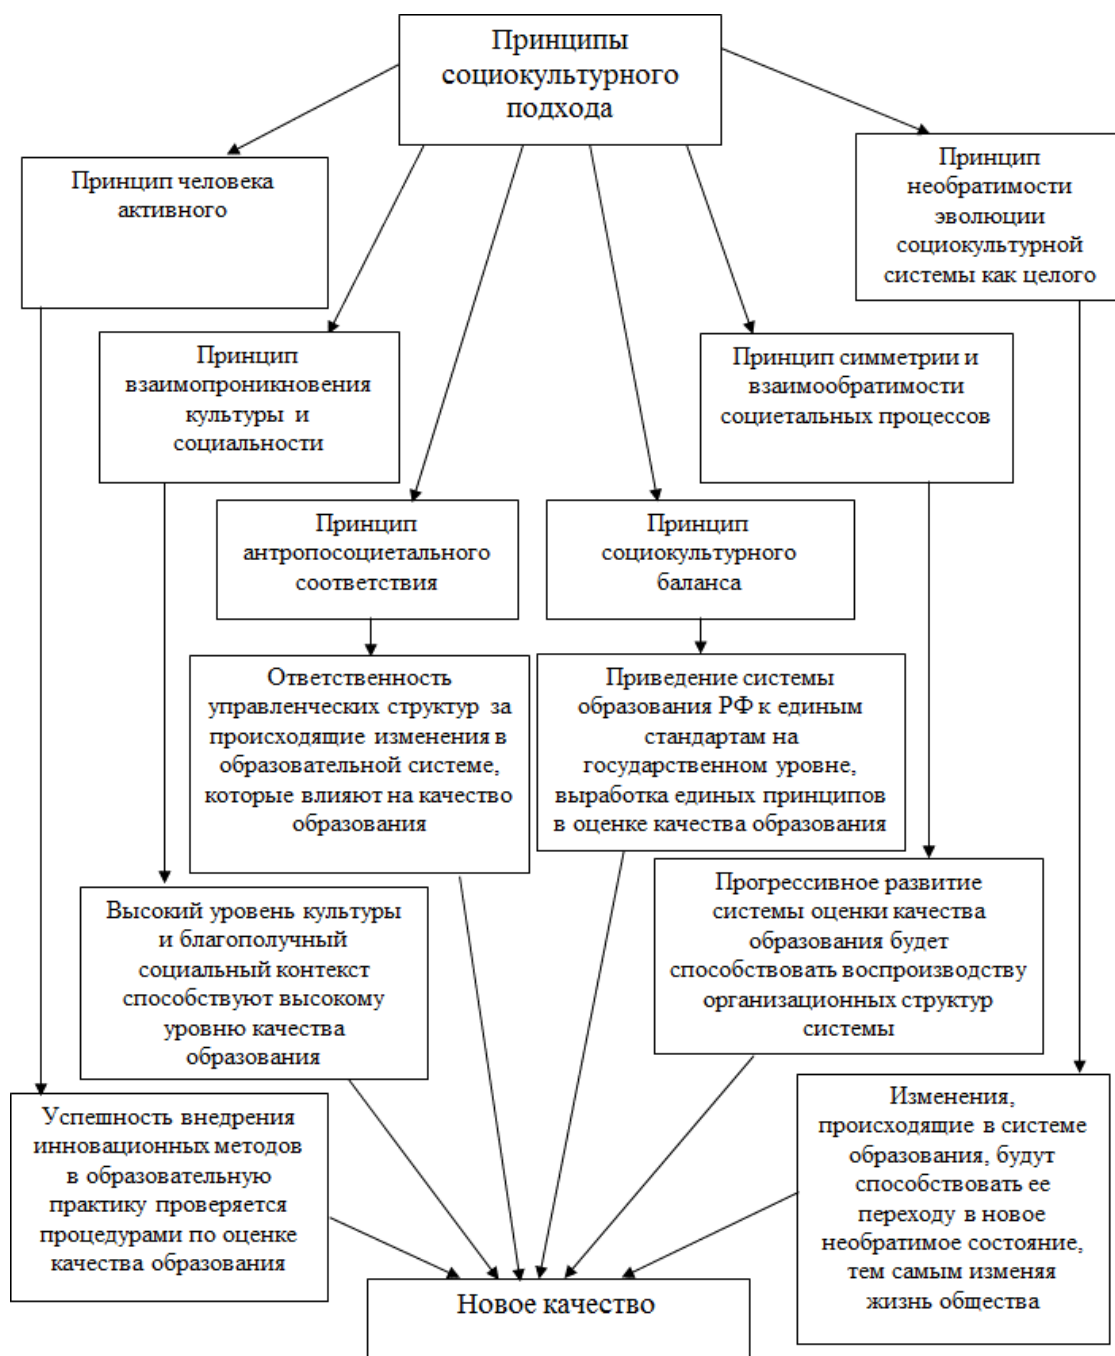 Принципы
социокультурного
подхода
Принцип человека
активного
Принцип
необратимости
эволюции
социокультурной
системы как целого
Принцип
взаимопроникновения
культуры и
социальности
Принцип симметрии и
взаимообратимости
социетальных процессов
Принцип
антропосоциетального
соответствия
Принцип
социокультурного
баланса
Ответственность
управленческих структур за
происходящие изменения в
образовательной системе,
которые влияют на качество
образования
Приведение системы
образования РФ к единым
стандартам на
государственном уровне,
выработка единых принципов
в оценке качества образования
Высокий уровень культуры
и благополучный
социальный контекст
способствуют высокому
уровню качества
образования
Прогрессивное развитие
системы оценки качества
образования будет
способствовать воспроизводству
организационных структур
системы
Успешность внедрения
инновационных методов
в образовательную
практику проверяется
процедурами по оценке
качества образования
Изменения,
происходящие в системе
образования, будут
способствовать ее
переходу в новое
необратимое состояние,
тем самым изменяя
жизнь общества
Новое качество